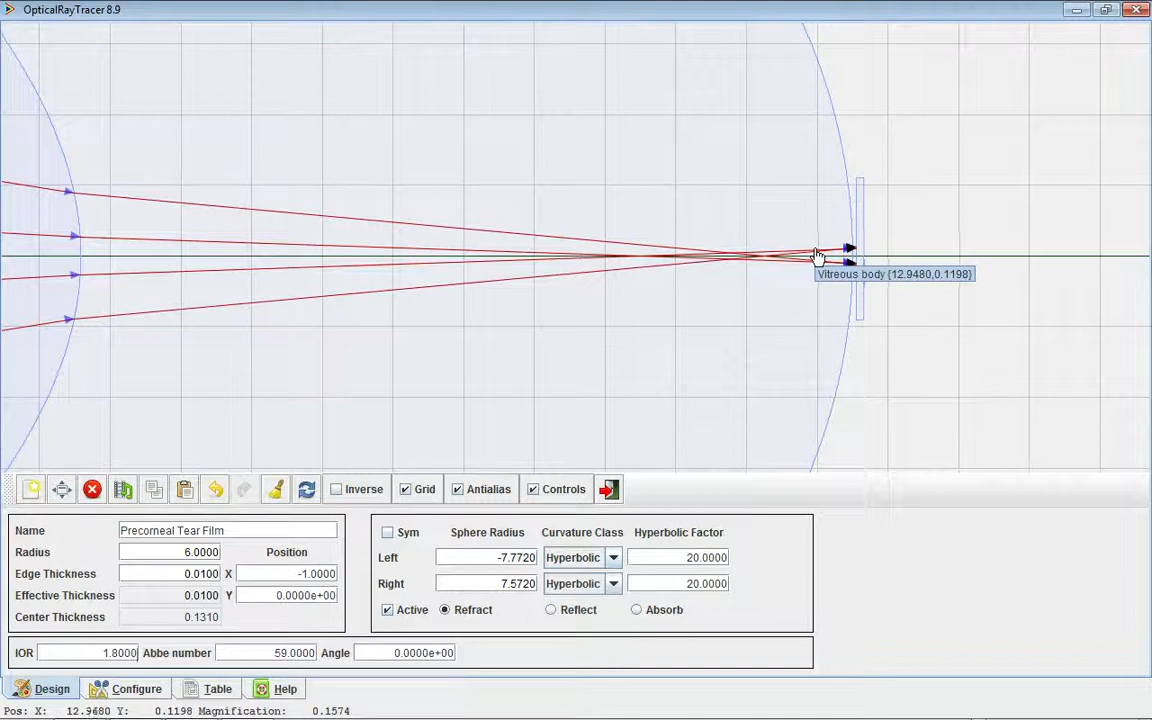 OpticalRayTracer 8.9
Vitreous body {12.9480,0.1198}
Inverse Grid Antialias Controls
Name Precorneal Tear Film
Radius 6.0000 Position
Edge Thickness 0.0100 X -1.0000
Effective Thickness 0.0100 Y 0.0000e+00
Center Thickness 0.1310
Sym Sphere Radius Curvature Class Hyperbolic Factor
Left -7.7720 Hyperbolic 20.0000
Right 7.5720 Hyperbolic 20.0000
Active Refract Reflect Absorb
IOR 1.8000 Abbe number 59.0000 Angle 0.0000e+00
Design Configure Table Help
Pos: X: 12.9680 Y: 0.1198 Magnification: 0.1574